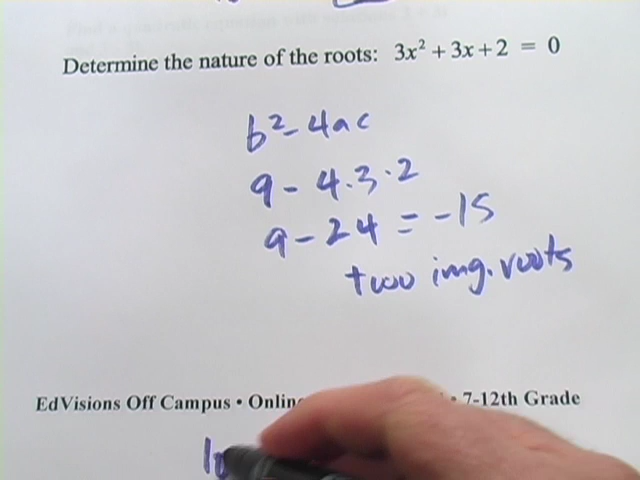 Determine the nature of the roots: 3x² + 3x + 2 = 0
b² - 4ac
9 - 4·3·2
9 - 24 = -15
two img. roots
EdVisions Off Campus • Online • 7-12th Grade